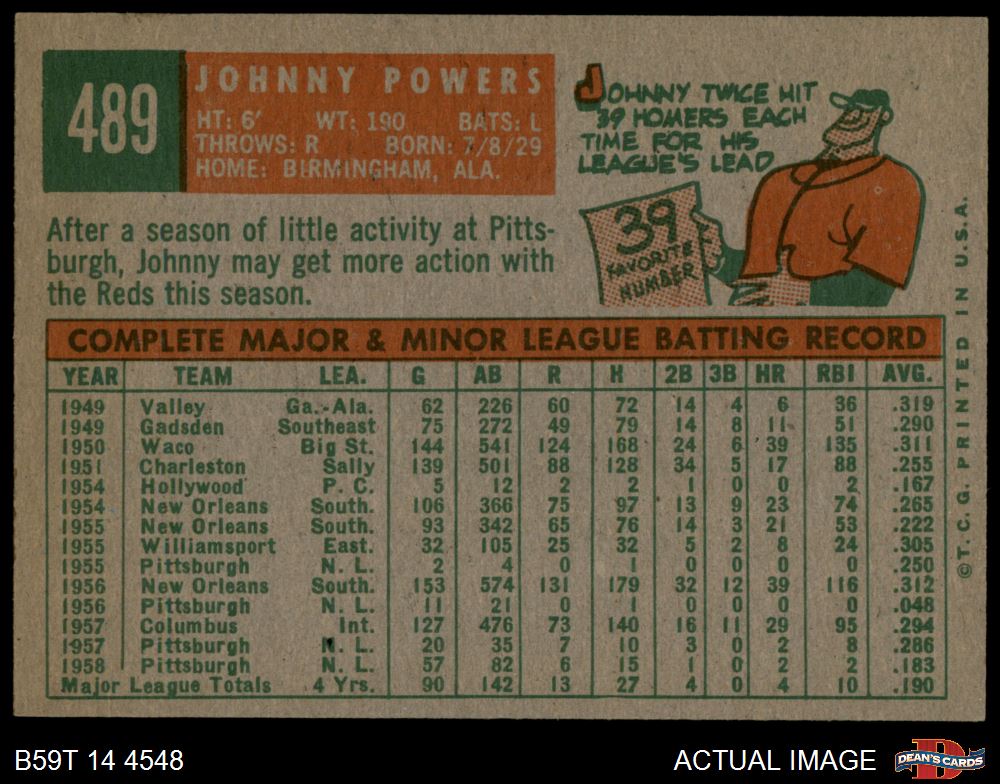 489
JOHNNY POWERS
HT: 6' WT: 190 BATS: L
THROWS: R BORN: 7/8/29
HOME: BIRMINGHAM, ALA.
JOHNNY TWICE HIT
39 HOMERS EACH
TIME FOR HIS
LEAGUE'S LEAD
39
FAVORITE
NUMBER
After a season of little activity at Pitts-
burgh, Johnny may get more action with
the Reds this season.
COMPLETE MAJOR & MINOR LEAGUE BATTING RECORD
YEAR TEAM LEA. G AB R H 2B 3B HR RBI AVG.
1949 Valley Ga.-Ala. 62 226 60 72 14 4 6 36 .319
1949 Gadsden Southeast 75 272 49 79 14 8 11 51 .290
1950 Waco Big St. 144 541 124 168 24 6 39 135 .311
1951 Charleston Sally 139 501 88 128 34 5 17 88 .255
1954 Hollywood P. C. 5 12 2 2 1 0 0 2 .167
1954 New Orleans South. 106 366 75 97 13 9 23 74 .265
1955 New Orleans South. 93 342 65 76 14 3 21 53 .222
1955 Williamsport East. 32 105 25 32 5 2 8 24 .305
1955 Pittsburgh N. L. 2 4 0 1 0 0 0 0 .250
1956 New Orleans South. 153 574 131 179 32 12 39 116 .312
1956 Pittsburgh N. L. 11 21 0 1 0 0 0 0 .048
1957 Columbus Int. 127 476 73 140 16 11 29 95 .294
1957 Pittsburgh N. L. 20 35 7 10 3 0 2 8 .286
1958 Pittsburgh N. L. 57 82 6 15 1 0 2 2 .183
Major League Totals 4 Yrs. 90 142 13 27 4 0 4 10 .190
©T.C.G. PRINTED IN U.S.A.
B59T 14 4548
ACTUAL IMAGE
DEAN'S CARDS